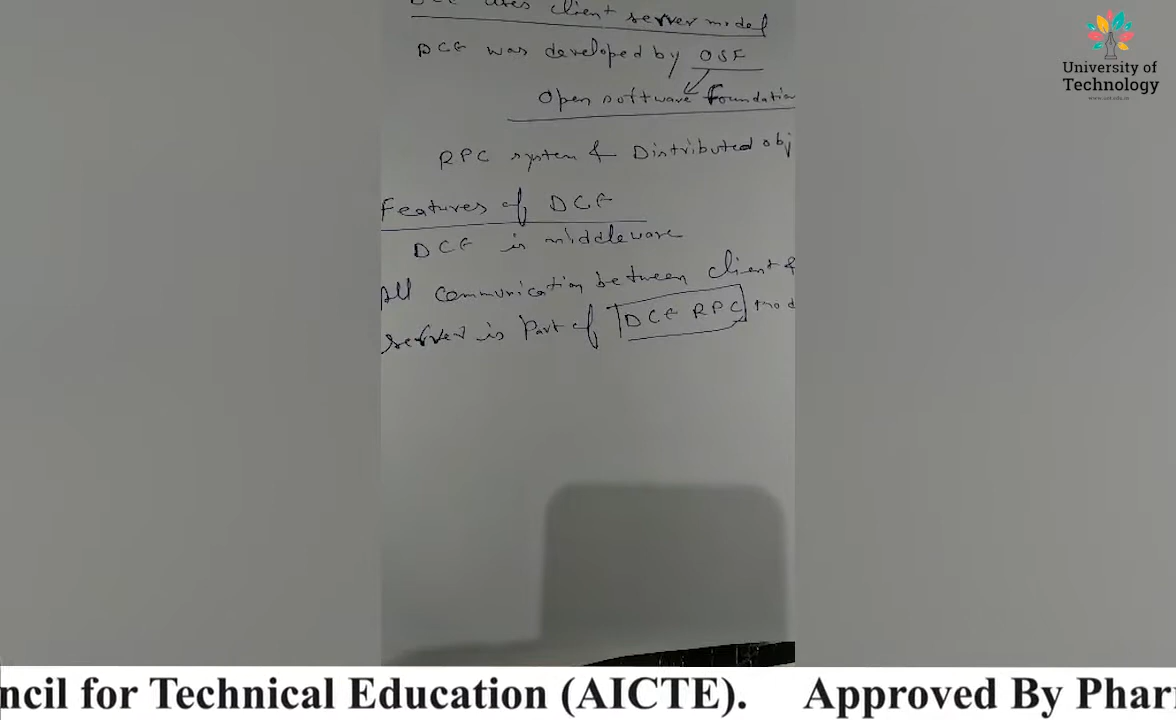 DCE uses client server model
DCE was developed by OSF
Open software Foundation
RPC system & Distributed obj
Features of DCE
DCE is middleware
All communication between client &
server is Part of DCE RPC mod
University of
Technology
ncil for Technical Education (AICTE). Approved By Phar